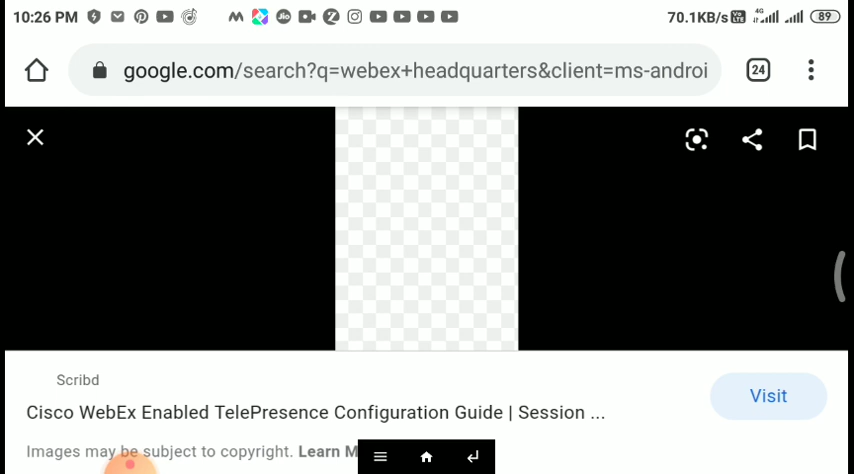 10:26 PM 70.1KB/s 4G 89
google.com/search?q=webex+headquarters&client=ms-androi 24
Scribd
Cisco WebEx Enabled TelePresence Configuration Guide | Session ...
Visit
Images may be subject to copyright. Learn M